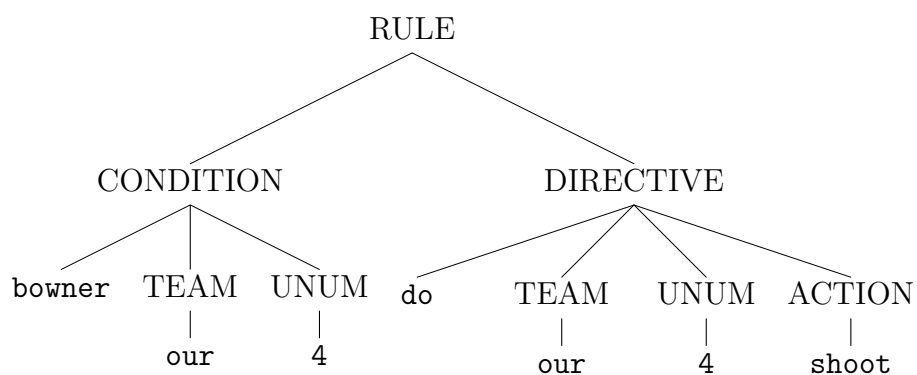 RULE
CONDITION DIRECTIVE
bowner TEAM UNUM do TEAM UNUM ACTION
our 4 our 4 shoot